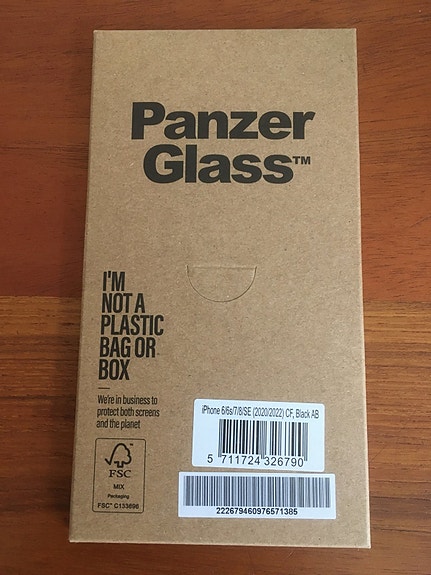 Panzer
Glass™
I'M
NOT A
PLASTIC
BAG OR
BOX
We're in business to
protect both screens
and the planet
FSC
MIX
Packaging
FSC® C133696
iPhone 6/6s/7/8/SE (2020/2022) CF, Black AB
5 711724 326790
222679460976571385